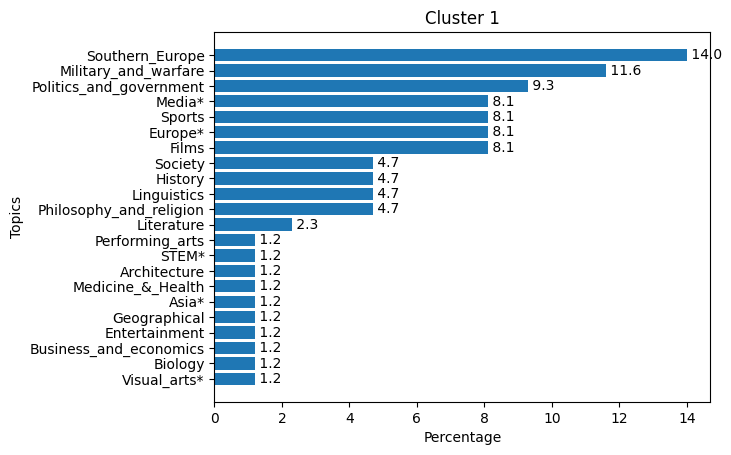 Cluster 1
Southern_Europe 14.0
Military_and_warfare 11.6
Politics_and_government 9.3
Media* 8.1
Sports 8.1
Europe* 8.1
Films 8.1
Society 4.7
History 4.7
Linguistics 4.7
Philosophy_and_religion 4.7
Literature 2.3
Performing_arts 1.2
STEM* 1.2
Architecture 1.2
Medicine_&_Health 1.2
Asia* 1.2
Geographical 1.2
Entertainment 1.2
Business_and_economics 1.2
Biology 1.2
Visual_arts* 1.2
Topics
0 2 4 6 8 10 12 14
Percentage